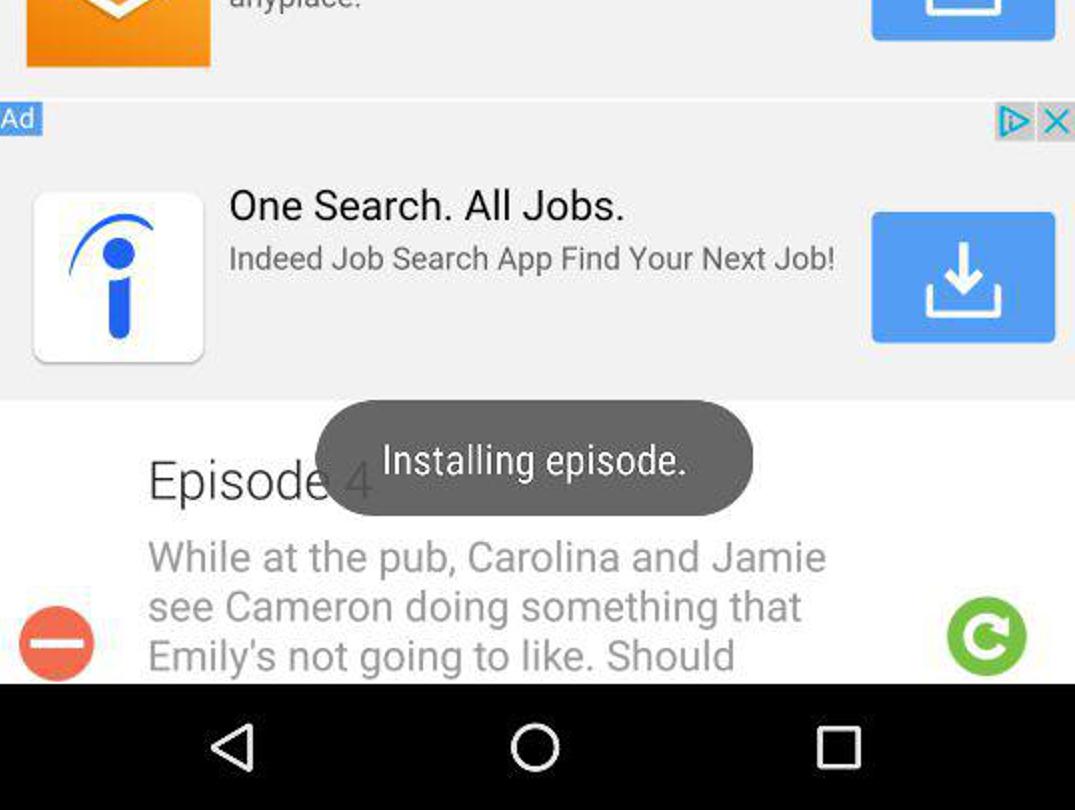 anyplace.
Ad
One Search. All Jobs.
Indeed Job Search App Find Your Next Job!
Installing episode.
Episode 4
While at the pub, Carolina and Jamie
see Cameron doing something that
Emily's not going to like. Should